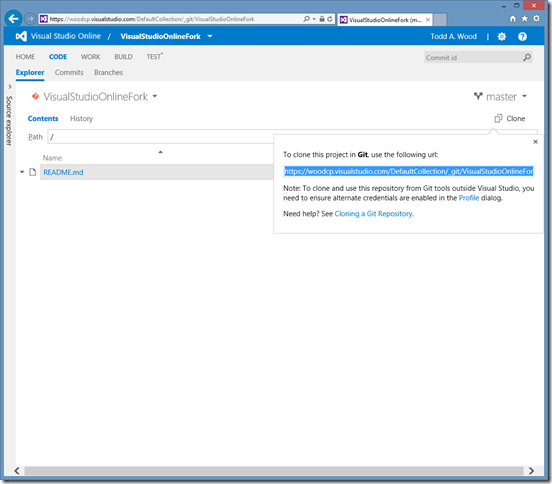 https://woodcp.visualstudio.com/DefaultCollection/_git/VisualStudioOnlineFork
VisualStudioOnlineFork (m...
Visual Studio Online / VisualStudioOnlineFork
Todd A. Wood
HOME CODE WORK BUILD TEST*
Commit id
Explorer Commits Branches
Source explorer
VisualStudioOnlineFork
master
Contents History
Clone
Path /
Name
README.md
To clone this project in Git, use the following url:
https://woodcp.visualstudio.com/DefaultCollection/_git/VisualStudioOnlineFor
Note: To clone and use this repository from Git tools outside Visual Studio, you
need to ensure alternate credentials are enabled in the Profile dialog.
Need help? See Cloning a Git Repository.